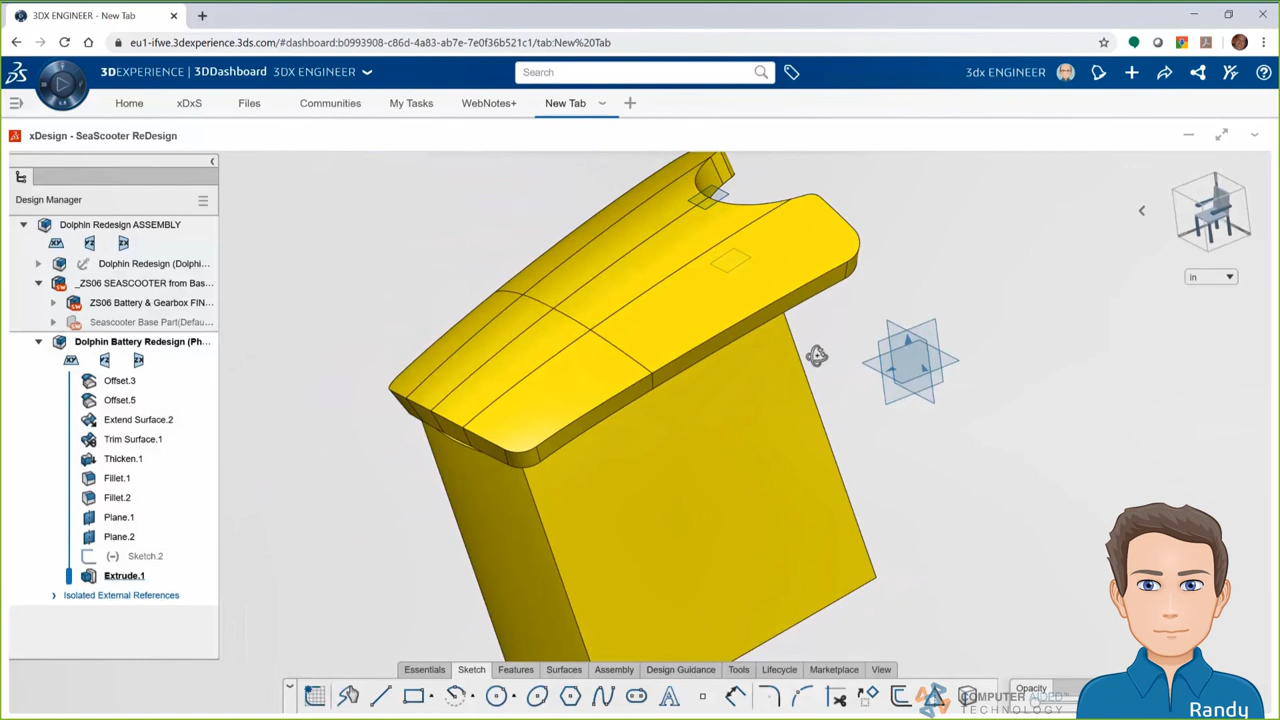 3DX ENGINEER - New Tab
eu1-ifwe.3dexperience.3ds.com/#dashboard:b0993908-c86d-4a83-ab7e-7e0f36b521c1/tab:New%20Tab
3DEXPERIENCE | 3DDashboard 3DX ENGINEER
Search
3dx ENGINEER
Home xDxS Files Communities My Tasks WebNotes+ New Tab
xDesign - SeaScooter ReDesign
Design Manager
Dolphin Redesign ASSEMBLY
Dolphin Redesign (Dolphi...
_ZS06 SEASCOOTER from Bas...
ZS06 Battery & Gearbox FIN...
Seascooter Base Part(Defau...
Dolphin Battery Redesign (Ph...
Offset.3
Offset.5
Extend Surface.2
Trim Surface.1
Thicken.1
Fillet.1
Fillet.2
Plane.1
Plane.2
(-) Sketch.2
Extrude.1
Isolated External References
in
Essentials Sketch Features Surfaces Assembly Design Guidance Tools Lifecycle Marketplace View
Opacity
COMPUTER AIDED
TECHNOLOGY
Randy